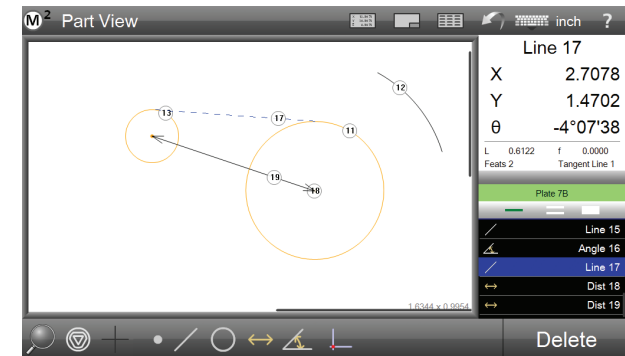 M2 Part View inch ?
Line 17
X 2.7078
Y 1.4702
θ -4°07'38
L 0.6122 f 0.0000
Feats 2 Tangent Line 1
Plate 7B
Line 15
Angle 16
Line 17
Dist 18
Dist 19
13
17
12
11
19
18
1.6344 x 0.9954
Delete